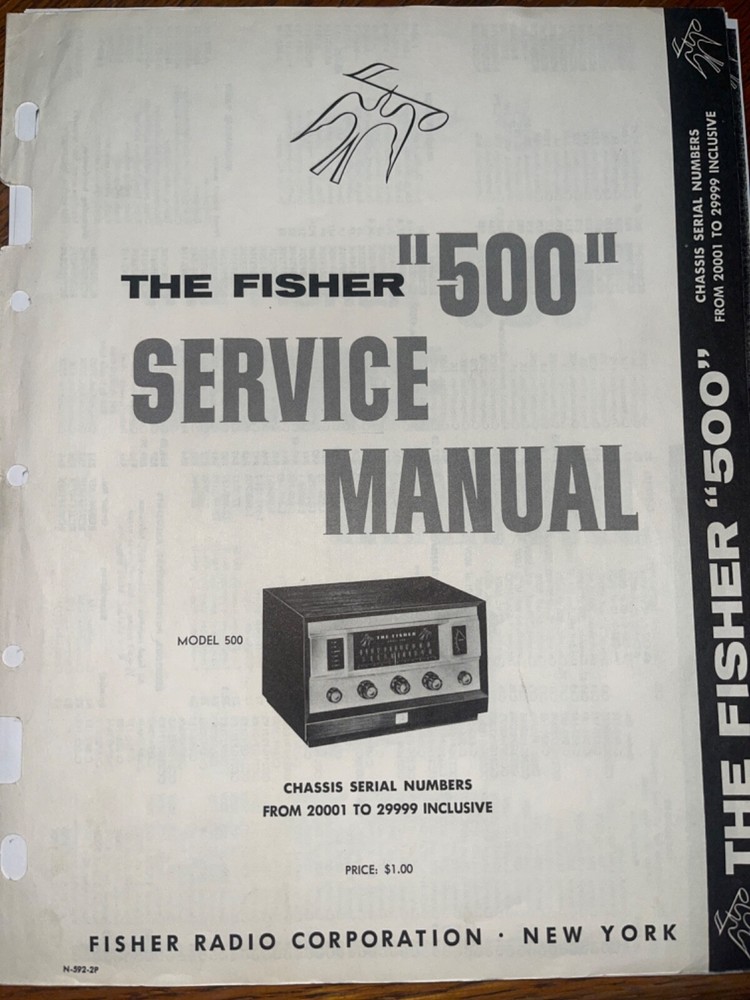 THE FISHER "500"
SERVICE
MANUAL
MODEL 500
THE FISHER
CHASSIS SERIAL NUMBERS
FROM 20001 TO 29999 INCLUSIVE
PRICE: $1.00
FISHER RADIO CORPORATION · NEW YORK
N-592-2P
CHASSIS SERIAL NUMBERS
FROM 20001 TO 29999 INCLUSIVE
THE FISHER "500"